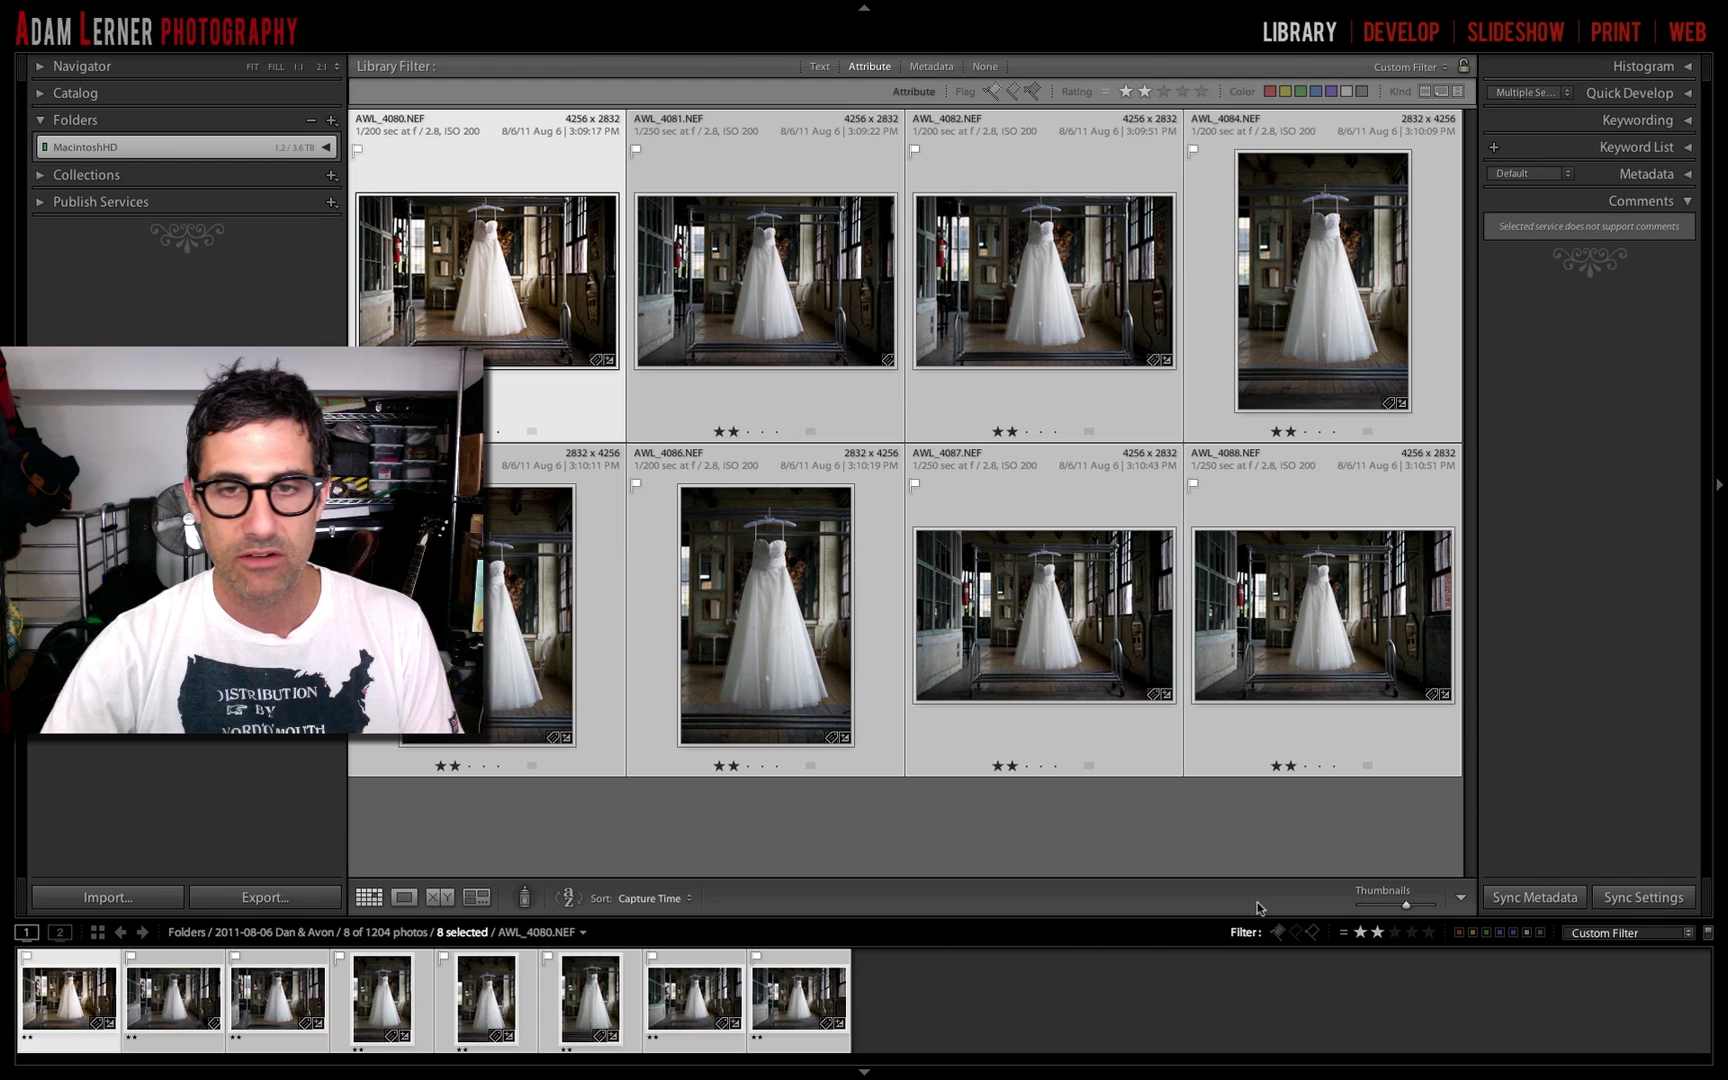 ADAM LERNER PHOTOGRAPHY
LIBRARY | DEVELOP | SLIDESHOW | PRINT | WEB
Navigator
FIT FILL 1:1 2:1
Catalog
Folders
MacintoshHD 1.2 / 3.6 TB
Collections
Publish Services
Library Filter : Text Attribute Metadata None Custom Filter
Attribute Flag Rating = Color Kind
AWL_4080.NEF 4256 x 2832
1/200 sec at f / 2.8, ISO 200 8/6/11 Aug 6 | 3:09:17 PM
AWL_4081.NEF 4256 x 2832
1/250 sec at f / 2.8, ISO 200 8/6/11 Aug 6 | 3:09:22 PM
AWL_4082.NEF 4256 x 2832
1/200 sec at f / 2.8, ISO 200 8/6/11 Aug 6 | 3:09:51 PM
AWL_4084.NEF 2832 x 4256
1/200 sec at f / 2.8, ISO 200 8/6/11 Aug 6 | 3:10:09 PM
2832 x 4256
8/6/11 Aug 6 | 3:10:11 PM
AWL_4086.NEF 2832 x 4256
1/200 sec at f / 2.8, ISO 200 8/6/11 Aug 6 | 3:10:19 PM
AWL_4087.NEF 4256 x 2832
1/250 sec at f / 2.8, ISO 200 8/6/11 Aug 6 | 3:10:43 PM
AWL_4088.NEF 4256 x 2832
1/250 sec at f / 2.8, ISO 200 8/6/11 Aug 6 | 3:10:51 PM
DISTRIBUTION
BY
WORD O' MOUTH
Histogram
Multiple Se... Quick Develop
Keywording
Keyword List
Default Metadata
Comments
Selected service does not support comments
Import... Export...
XY
Sort: Capture Time
Thumbnails
Sync Metadata Sync Settings
1 2 Folders / 2011-08-06 Dan & Avon / 8 of 1204 photos / 8 selected / AWL_4080.NEF
Filter : = Custom Filter